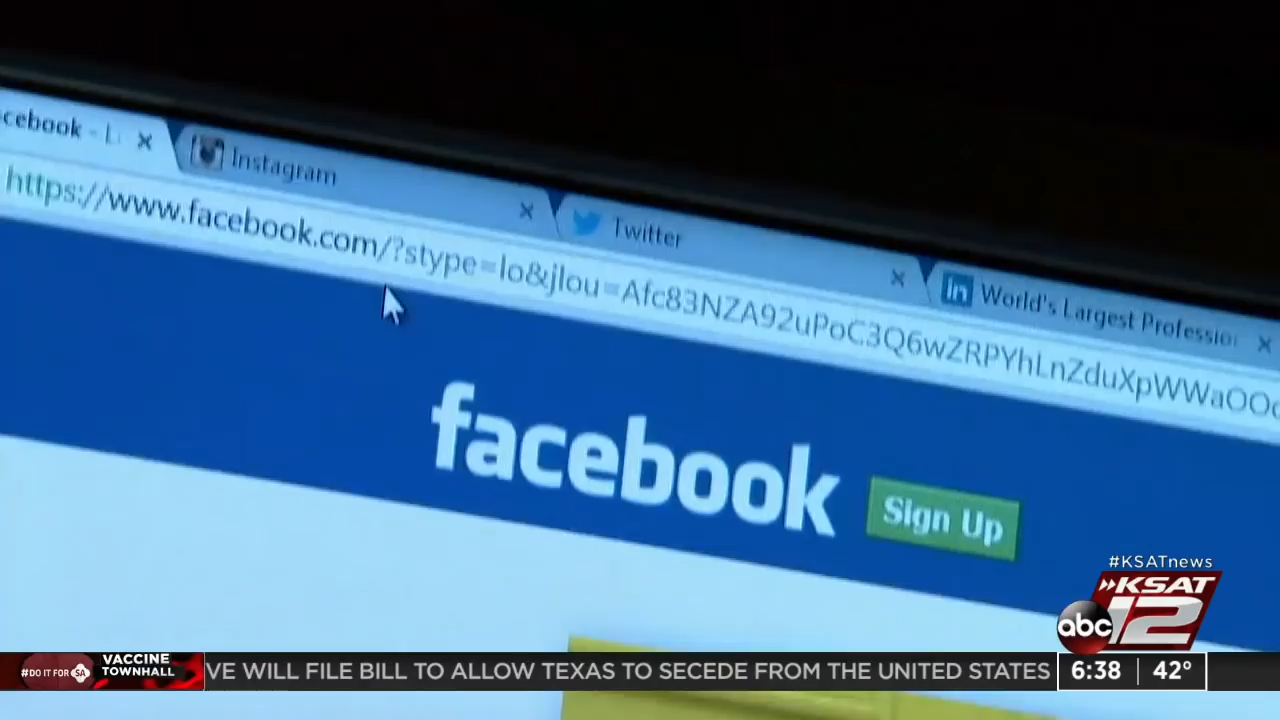 cebook - L
Instagram
Twitter
World's Largest Professio
https://www.facebook.com/?stype=lo&jlou=Afc83NZA92uPoC3Q6wZRPYhLnZduXpWWaOO
facebook
Sign Up
#KSATnews
KSAT
abc 12
#DO IT FOR SA
VACCINE
TOWNHALL
VE WILL FILE BILL TO ALLOW TEXAS TO SECEDE FROM THE UNITED STATES
6:38 42°